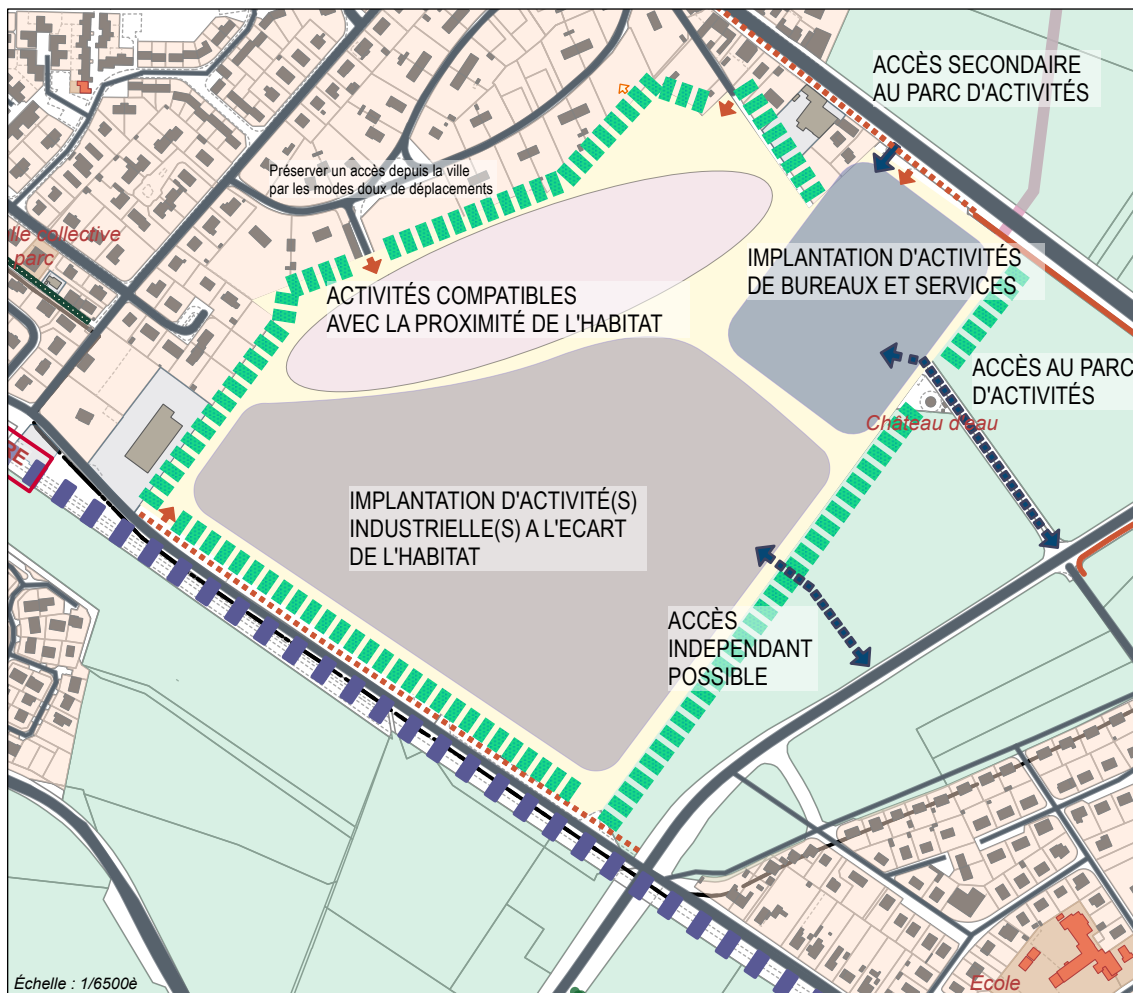 ACCÈS SECONDAIRE
AU PARC D'ACTIVITÉS
Préserver un accès depuis la ville
par les modes doux de déplacements
collective
parc
IMPLANTATION D'ACTIVITÉS
DE BUREAUX ET SERVICES
ACTIVITÉS COMPATIBLES
AVEC LA PROXIMITÉ DE L'HABITAT
ACCÈS AU PARC
D'ACTIVITÉS
Château d'eau
RE
IMPLANTATION D'ACTIVITÉ(S)
INDUSTRIELLE(S) A L'ECART
DE L'HABITAT
ACCÈS
INDEPENDANT
POSSIBLE
Échelle : 1/6500è
École